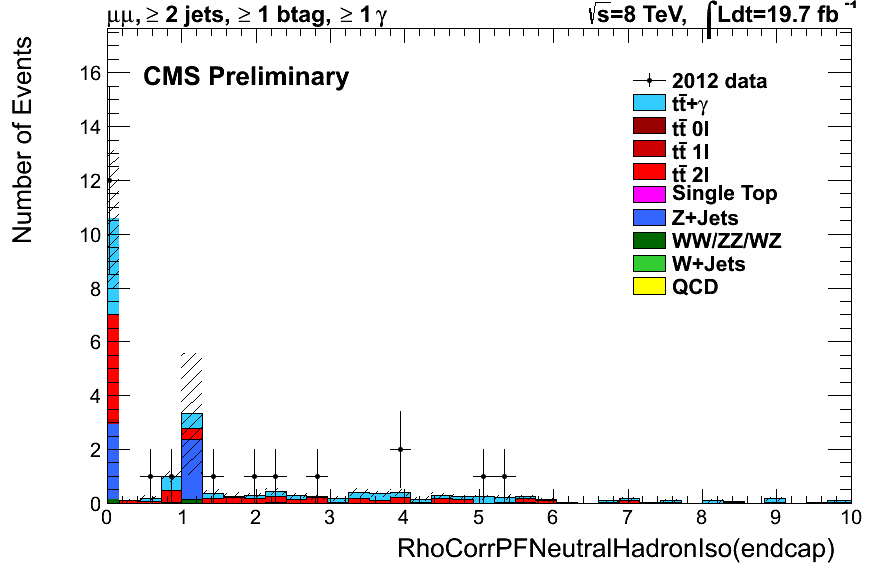 μμ, ≥ 2 jets, ≥ 1 btag, ≥ 1 γ
√s=8 TeV, ∫Ldt=19.7 fb⁻¹
CMS Preliminary
2012 data
tt̄+γ
tt̄ 0l
tt̄ 1l
tt̄ 2l
Single Top
Z+Jets
WW/ZZ/WZ
W+Jets
QCD
Number of Events
16
14
12
10
8
6
4
2
0
0 1 2 3 4 5 6 7 8 9 10
RhoCorrPFNeutralHadronIso(endcap)